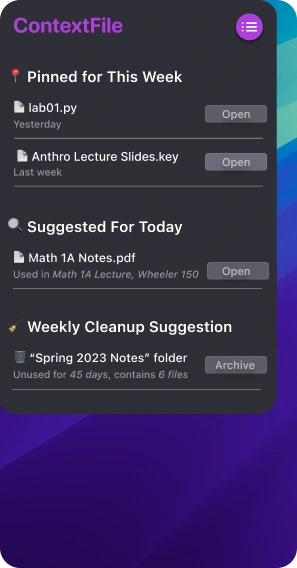 ContextFile
Pinned for This Week
lab01.py
Yesterday
Open
Anthro Lecture Slides.key
Last week
Open
Suggested For Today
Math 1A Notes.pdf
Used in Math 1A Lecture, Wheeler 150
Open
Weekly Cleanup Suggestion
“Spring 2023 Notes” folder
Unused for 45 days, contains 6 files
Archive